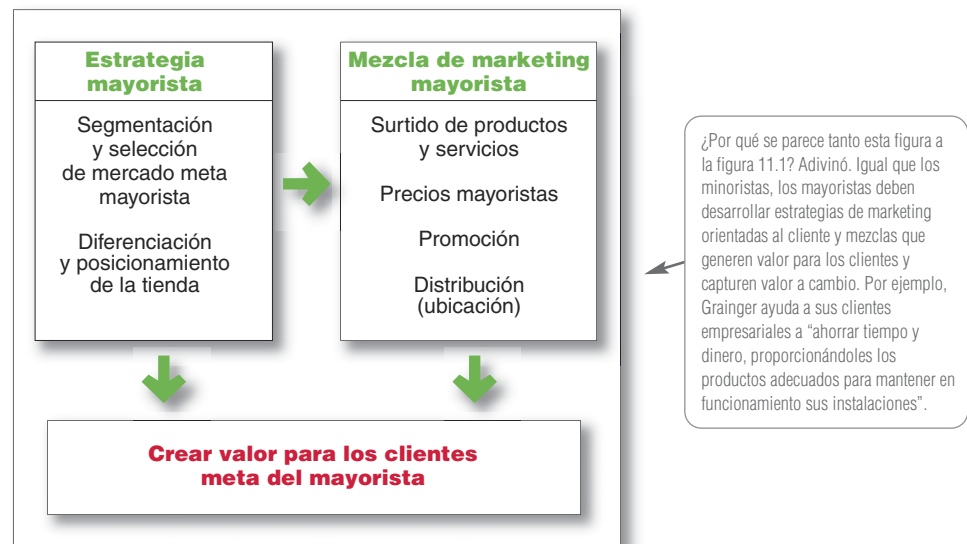 Estrategia
mayorista
Segmentación
y selección
de mercado meta
mayorista
Diferenciación
y posicionamiento
de la tienda
Mezcla de marketing
mayorista
Surtido de productos
y servicios
Precios mayoristas
Promoción
Distribución
(ubicación)
Crear valor para los clientes
meta del mayorista
¿Por qué se parece tanto esta figura a
la figura 11.1? Adivinó. Igual que los
minoristas, los mayoristas deben
desarrollar estrategias de marketing
orientadas al cliente y mezclas que
generen valor para los clientes y
capturen valor a cambio. Por ejemplo,
Grainger ayuda a sus clientes
empresariales a “ahorrar tiempo y
dinero, proporcionándoles los
productos adecuados para mantener en
funcionamiento sus instalaciones”.